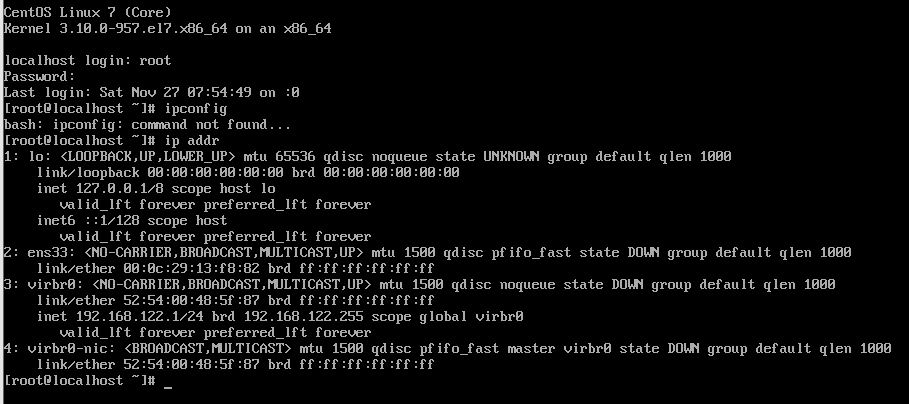 CentOS Linux 7 (Core)
Kernel 3.10.0-957.el7.x86_64 on an x86_64
localhost login: root
Password:
Last login: Sat Nov 27 07:54:49 on :0
[root@localhost ~]# ipconfig
bash: ipconfig: command not found...
[root@localhost ~]# ip addr
1: lo: <LOOPBACK,UP,LOWER_UP> mtu 65536 qdisc noqueue state UNKNOWN group default qlen 1000
    link/loopback 00:00:00:00:00:00 brd 00:00:00:00:00:00
    inet 127.0.0.1/8 scope host lo
       valid_lft forever preferred_lft forever
    inet6 ::1/128 scope host
       valid_lft forever preferred_lft forever
2: ens33: <NO-CARRIER,BROADCAST,MULTICAST,UP> mtu 1500 qdisc pfifo_fast state DOWN group default qlen 1000
    link/ether 00:0c:29:13:f8:82 brd ff:ff:ff:ff:ff:ff
3: virbr0: <NO-CARRIER,BROADCAST,MULTICAST,UP> mtu 1500 qdisc noqueue state DOWN group default qlen 1000
    link/ether 52:54:00:48:5f:87 brd ff:ff:ff:ff:ff:ff
    inet 192.168.122.1/24 brd 192.168.122.255 scope global virbr0
       valid_lft forever preferred_lft forever
4: virbr0-nic: <BROADCAST,MULTICAST> mtu 1500 qdisc pfifo_fast master virbr0 state DOWN group default qlen 1000
    link/ether 52:54:00:48:5f:87 brd ff:ff:ff:ff:ff:ff
[root@localhost ~]# _